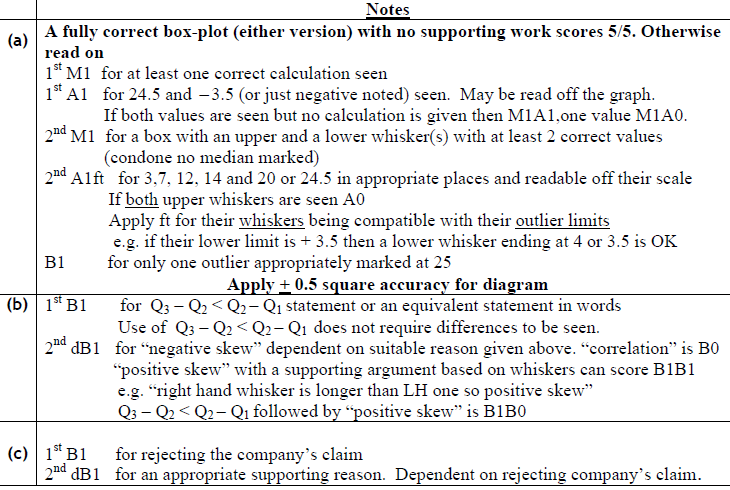 Notes
(a) A fully correct box-plot (either version) with no supporting work scores 5/5. Otherwise
read on
1st M1 for at least one correct calculation seen
1st A1 for 24.5 and –3.5 (or just negative noted) seen. May be read off the graph.
If both values are seen but no calculation is given then M1A1,one value M1A0.
2nd M1 for a box with an upper and a lower whisker(s) with at least 2 correct values
(condone no median marked)
2nd A1ft for 3,7, 12, 14 and 20 or 24.5 in appropriate places and readable off their scale
If both upper whiskers are seen A0
Apply ft for their whiskers being compatible with their outlier limits
e.g. if their lower limit is + 3.5 then a lower whisker ending at 4 or 3.5 is OK
B1 for only one outlier appropriately marked at 25
Apply ± 0.5 square accuracy for diagram
(b) 1st B1 for Q3 – Q2 < Q2 – Q1 statement or an equivalent statement in words
Use of Q3 – Q2 < Q2 – Q1 does not require differences to be seen.
2nd dB1 for “negative skew” dependent on suitable reason given above. “correlation” is B0
“positive skew” with a supporting argument based on whiskers can score B1B1
e.g. “right hand whisker is longer than LH one so positive skew”
Q3 – Q2 < Q2 – Q1 followed by “positive skew” is B1B0
(c) 1st B1 for rejecting the company’s claim
2nd dB1 for an appropriate supporting reason. Dependent on rejecting company’s claim.